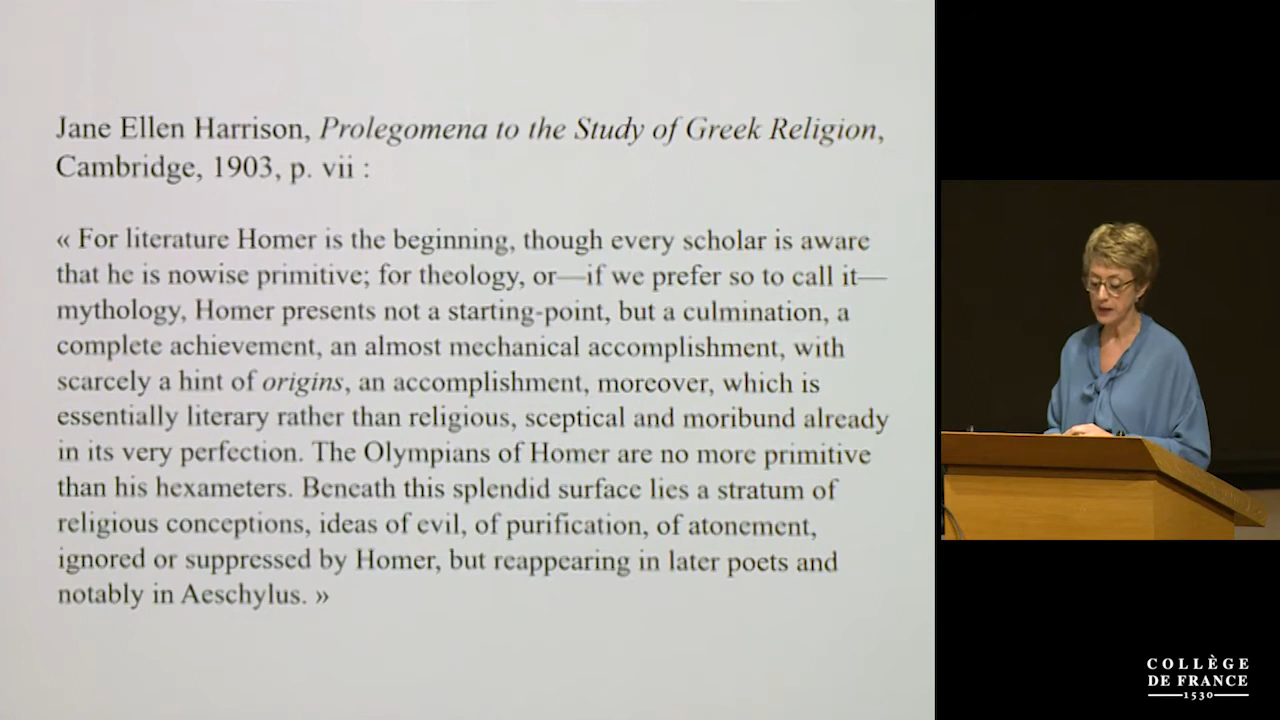 Jane Ellen Harrison, Prolegomena to the Study of Greek Religion,
Cambridge, 1903, p. vii :
« For literature Homer is the beginning, though every scholar is aware
that he is nowise primitive; for theology, or—if we prefer so to call it—
mythology, Homer presents not a starting-point, but a culmination, a
complete achievement, an almost mechanical accomplishment, with
scarcely a hint of origins, an accomplishment, moreover, which is
essentially literary rather than religious, sceptical and moribund already
in its very perfection. The Olympians of Homer are no more primitive
than his hexameters. Beneath this splendid surface lies a stratum of
religious conceptions, ideas of evil, of purification, of atonement,
ignored or suppressed by Homer, but reappearing in later poets and
notably in Aeschylus. »
COLLÈGE
DE FRANCE
1530